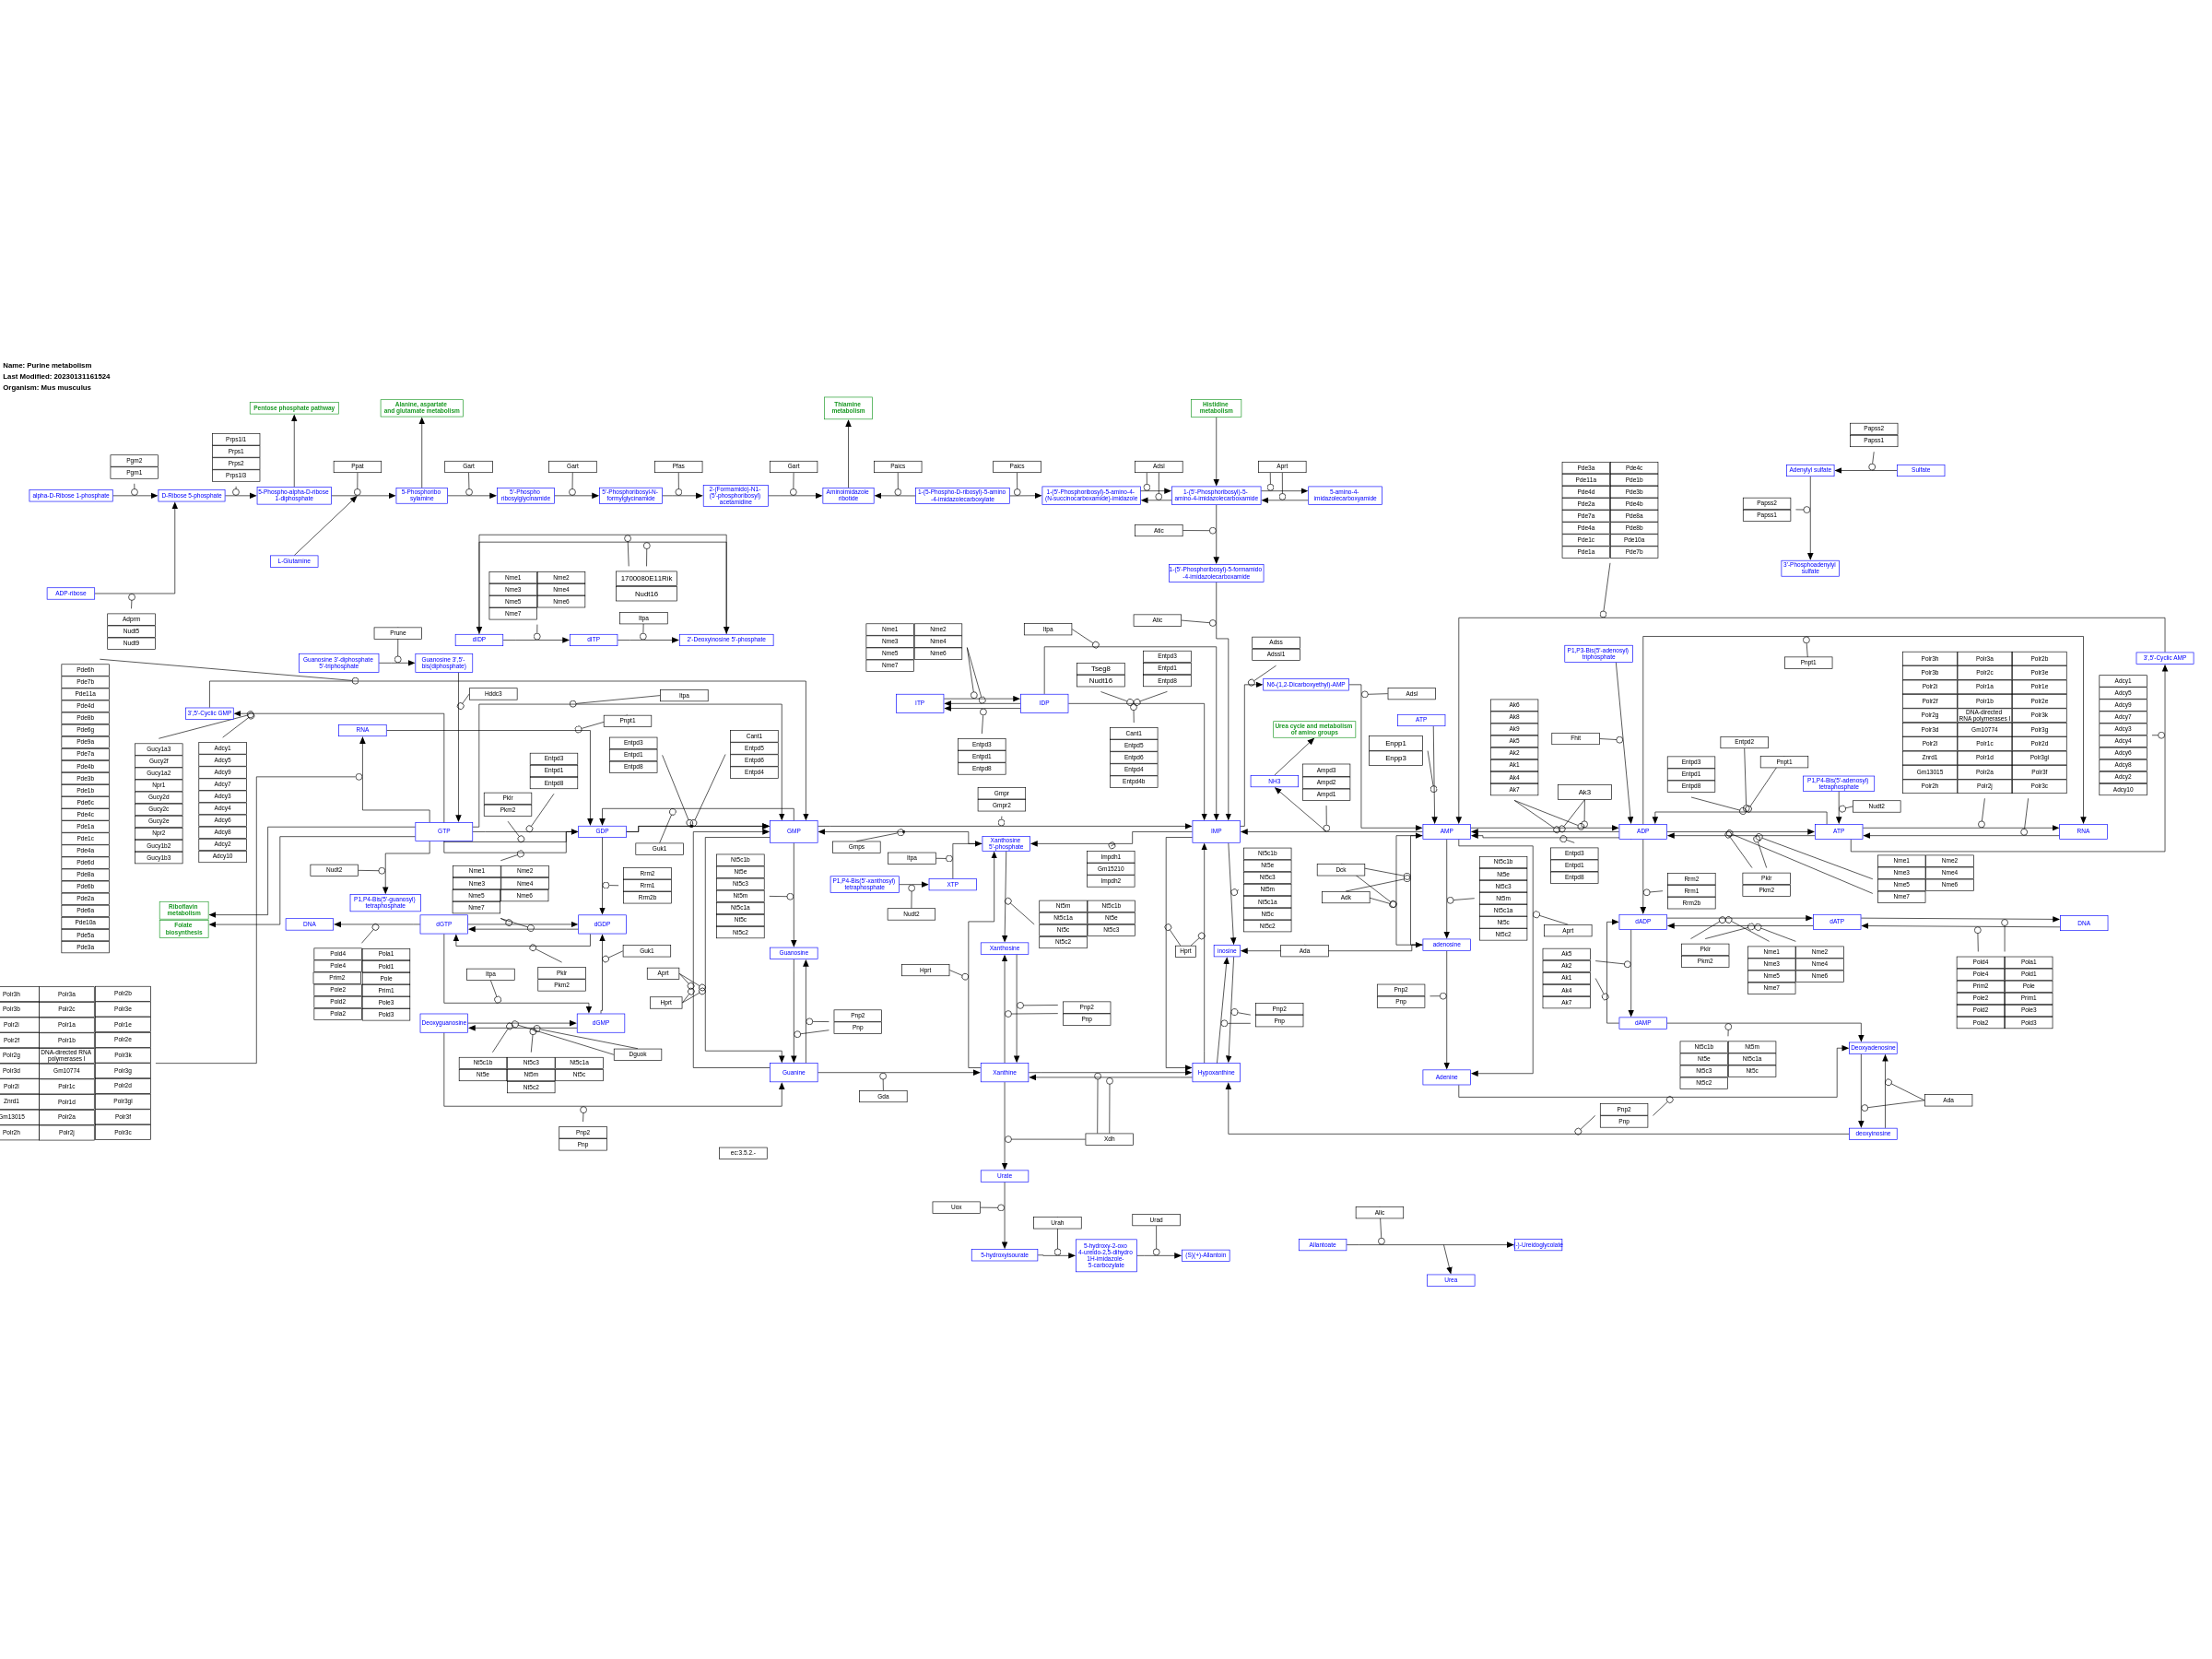 Name: Purine metabolism
Last Modified: 20230131161524
Organism: Mus musculus
Pentose phosphate pathway
Alanine, aspartate
and glutamate metabolism
Thiamine
metabolism
Histidine
metabolism
Papss2
Papss1
Adenylyl sulfate
Sulfate
Papss2
Papss1
3'-Phosphoadenylyl
sulfate
Prps1l1
Prps1
Prps2
Prps1l3
Pgm2
Pgm1
Ppat
Gart
Gart
Pfas
Gart
Paics
Paics
Adsl
Aprt
alpha-D-Ribose 1-phosphate
D-Ribose 5-phosphate
5-Phospho-alpha-D-ribose
1-diphosphate
5-Phosphoribo
sylamine
5'-Phospho
ribosylglycinamide
5'-Phosphoribosyl-N-
formylglycinamide
2-(Formamido)-N1-
(5'-phosphoribosyl)
acetamidine
Aminoimidazole
ribotide
1-(5-Phospho-D-ribosyl)-5-amino
-4-imidazolecarboxylate
1-(5'-Phosphoribosyl)-5-amino-4-
(N-succinocarboxamide)-imidazole
1-(5'-Phosphoribosyl)-5-
amino-4-imidazolecarboxamide
5-amino-4-
imidazolecarboxyamide
Atic
1-(5'-Phosphoribosyl)-5-formamido
-4-imidazolecarboxamide
Atic
L-Glutamine
ADP-ribose
Adprm
Nudt5
Nudt9
Pde3a
Pde4c
Pde11a
Pde1b
Pde4d
Pde3b
Pde2a
Pde4b
Pde7a
Pde8a
Pde4a
Pde8b
Pde1c
Pde10a
Pde1a
Pde7b
Nme1
Nme2
Nme3
Nme4
Nme5
Nme6
Nme7
1700080E11Rik
Nudt16
Itpa
dIDP
dITP
2'-Deoxyinosine 5'-phosphate
Prune
Guanosine 3'-diphosphate
5'-triphosphate
Guanosine 3',5'-
bis(diphosphate)
Hddc3
Itpa
Pnpt1
3',5'-Cyclic GMP
RNA
Pde6h
Pde7b
Pde11a
Pde4d
Pde8b
Pde6g
Pde9a
Pde7a
Pde4b
Pde3b
Pde1b
Pde6c
Pde4c
Pde1a
Pde1c
Pde4a
Pde6d
Pde8a
Pde6b
Pde2a
Pde6a
Pde10a
Pde5a
Pde3a
Gucy1a3
Gucy2f
Gucy1a2
Npr1
Gucy2d
Gucy2c
Gucy2e
Npr2
Gucy1b2
Gucy1b3
Adcy1
Adcy5
Adcy9
Adcy7
Adcy3
Adcy4
Adcy6
Adcy8
Adcy2
Adcy10
Entpd3
Entpd1
Entpd8
Pklr
Pkm2
Entpd3
Entpd1
Entpd8
Cant1
Entpd5
Entpd6
Entpd4
GTP
GDP
Guk1
GMP
Nudt2
P1,P4-Bis(5'-guanosyl)
tetraphosphate
Nme1
Nme2
Nme3
Nme4
Nme5
Nme6
Nme7
Rrm2
Rrm1
Rrm2b
Nt5c1b
Nt5e
Nt5c3
Nt5m
Nt5c1a
Nt5c
Nt5c2
Riboflavin
metabolism
Folate
biosynthesis
DNA
dGTP
dGDP
Guk1
Pold4
Pola1
Pole4
Pold1
Prim2
Pole
Pole2
Prim1
Pold2
Pole3
Pola2
Pold3
Itpa
Pklr
Pkm2
Aprt
Hprt
Guanosine
Deoxyguanosine
dGMP
Dguok
Nt5c1b
Nt5c3
Nt5c1a
Nt5e
Nt5m
Nt5c
Nt5c2
Pnp2
Pnp
Guanine
Gda
Pnp2
Pnp
ec:3.5.2.-
Polr3h
Polr3a
Polr2b
Polr3b
Polr2c
Polr3e
Polr2l
Polr1a
Polr1e
Polr2f
Polr1b
Polr2e
Polr2g
DNA-directed RNA
polymerases I
Polr3k
Polr3d
Gm10774
Polr3g
Polr2l
Polr1c
Polr2d
Znrd1
Polr1d
Polr3gl
Gm13015
Polr2a
Polr3f
Polr2h
Polr2j
Polr3c
Nme1
Nme2
Nme3
Nme4
Nme5
Nme6
Nme7
Itpa
Tseg8
Nudt16
Entpd3
Entpd1
Entpd8
ITP
IDP
Entpd3
Entpd1
Entpd8
Cant1
Entpd5
Entpd6
Entpd4
Entpd4b
Gmpr
Gmpr2
Gmps
Xanthosine
5'-phosphate
IMP
Itpa
P1,P4-Bis(5'-xanthosyl)
tetraphosphate
XTP
Nudt2
Impdh1
Gm15210
Impdh2
Nt5m
Nt5c1b
Nt5c1a
Nt5e
Nt5c
Nt5c3
Nt5c2
Xanthosine
Hprt
Pnp2
Pnp
Xanthine
Hypoxanthine
Xdh
Urate
Uox
Urah
Urad
5-hydroxyisourate
5-hydroxy-2-oxo
4-ureido-2,5-dihydro
1H-imidazole-
5-carbozylate
(S)(+)-Allantoin
Allc
Allantoate
(-)-Ureidoglycolate
Urea
Adss
Adssl1
N6-(1,2-Dicarboxyethyl)-AMP
Adsl
Urea cycle and metabolism
of amino groups
NH3
Ampd3
Ampd2
Ampd1
ATP
Enpp1
Enpp3
Nt5c1b
Nt5e
Nt5c3
Nt5m
Nt5c1a
Nt5c
Nt5c2
Hprt
inosine
Ada
Dck
Adk
Pnp2
Pnp
AMP
adenosine
Nt5c1b
Nt5e
Nt5c3
Nt5m
Nt5c1a
Nt5c
Nt5c2
Aprt
Pnp2
Pnp
Adenine
Ak6
Ak8
Ak9
Ak5
Ak2
Ak1
Ak4
Ak7
Fhit
Ak3
P1,P3-Bis(5'-adenosyl)
triphosphate
Entpd3
Entpd1
Entpd8
ADP
Entpd3
Entpd1
Entpd8
Entpd2
Pnpt1
Pnpt1
P1,P4-Bis(5'-adenosyl)
tetraphosphate
Nudt2
ATP
RNA
Polr3h
Polr3a
Polr2b
Polr3b
Polr2c
Polr3e
Polr2l
Polr1a
Polr1e
Polr2f
Polr1b
Polr2e
Polr2g
DNA-directed
RNA polymerases I
Polr3k
Polr3d
Gm10774
Polr3g
Polr2l
Polr1c
Polr2d
Znrd1
Polr1d
Polr3gl
Gm13015
Polr2a
Polr3f
Polr2h
Polr2j
Polr3c
3',5'-Cyclic AMP
Adcy1
Adcy5
Adcy9
Adcy7
Adcy3
Adcy4
Adcy6
Adcy8
Adcy2
Adcy10
Rrm2
Rrm1
Rrm2b
Pklr
Pkm2
Nme1
Nme2
Nme3
Nme4
Nme5
Nme6
Nme7
dADP
dATP
DNA
Ak5
Ak2
Ak1
Ak4
Ak7
Pklr
Pkm2
Nme1
Nme2
Nme3
Nme4
Nme5
Nme6
Nme7
Pold4
Pola1
Pole4
Pold1
Prim2
Pole
Pole2
Prim1
Pold2
Pole3
Pola2
Pold3
dAMP
Nt5c1b
Nt5m
Nt5e
Nt5c1a
Nt5c3
Nt5c
Nt5c2
Deoxyadenosine
Ada
Pnp2
Pnp
deoxyinosine